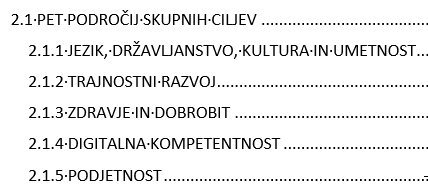 2.1 PET PODROČIJ SKUPNIH CILJEV ........................................
2.1.1 JEZIK, DRŽAVLJANSTVO, KULTURA IN UMETNOST...
2.1.2 TRAJNOSTNI RAZVOJ..................................................
2.1.3 ZDRAVJE IN DOBROBIT ..............................................
2.1.4 DIGITALNA KOMPETENTNOST ...................................
2.1.5 PODJETNOST..............................................................